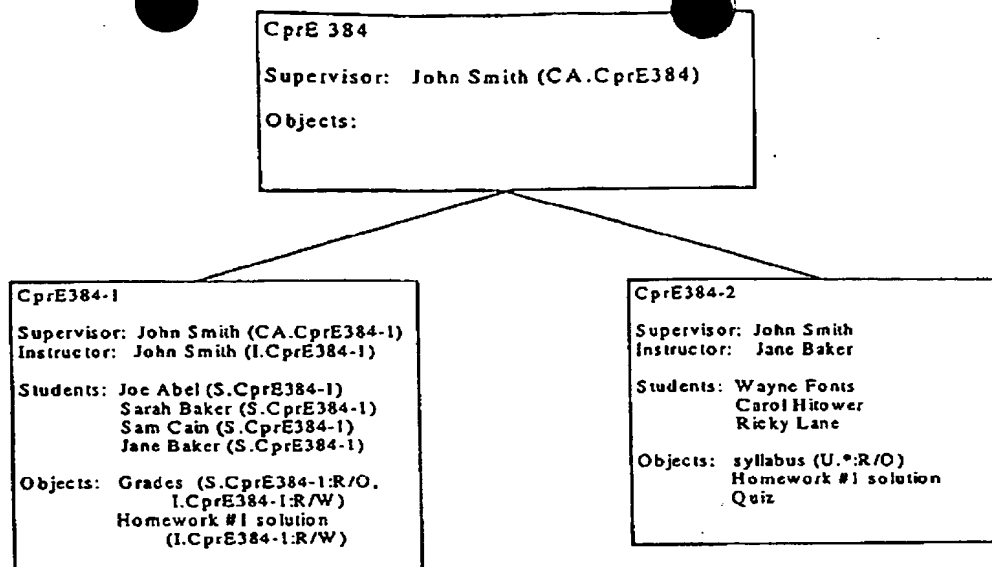 CprE 384
Supervisor: John Smith (CA.CprE384)
Objects:
CprE384-1
Supervisor: John Smith (CA.CprE384-1)
Instructor: John Smith (I.CprE384-1)
Students: Joe Abel (S.CprE384-1)
Sarah Baker (S.CprE384-1)
Sam Cain (S.CprE384-1)
Jane Baker (S.CprE384-1)
Objects: Grades (S.CprE384-1:R/O,
I.CprE384-1:R/W)
Homework #1 solution
(I.CprE384-1:R/W)
CprE384-2
Supervisor: John Smith
Instructor: Jane Baker
Students: Wayne Fonts
Carol Hitower
Ricky Lane
Objects: syllabus (U.*:R/O)
Homework #1 solution
Quiz